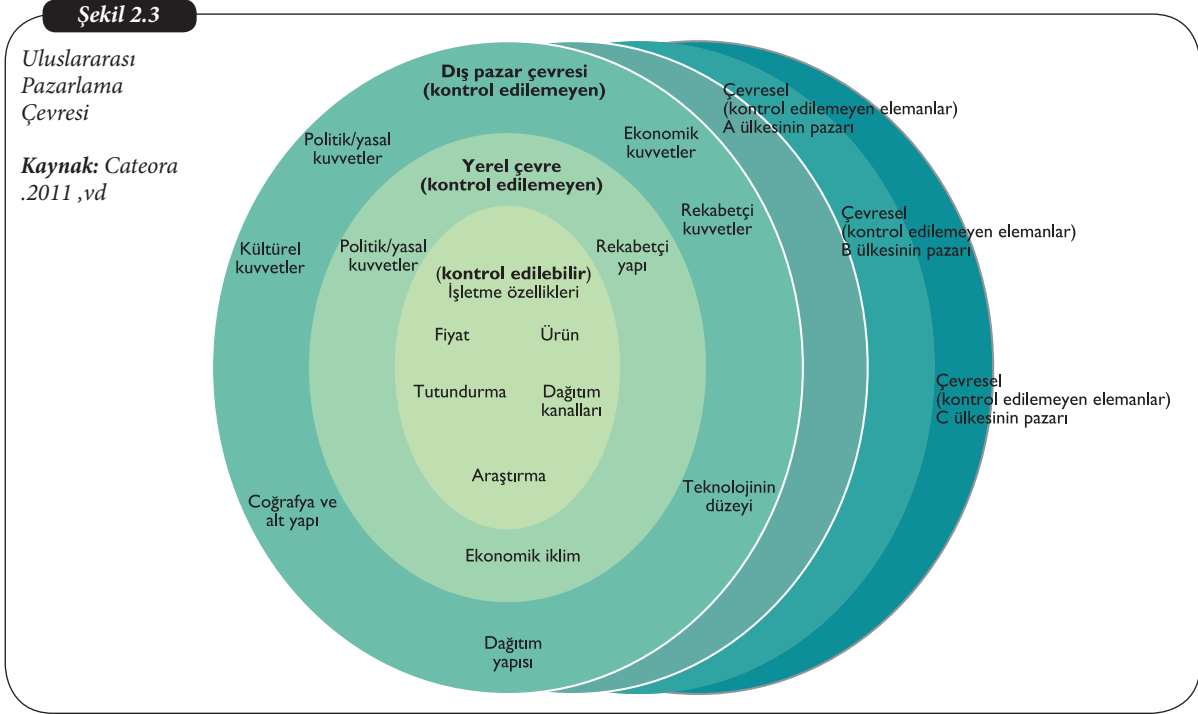 Şekil 2.3
Uluslararası
Pazarlama
Çevresi
Kaynak: Cateora
.2011 ,vd
Dış pazar çevresi
(kontrol edilemeyen)
Politik/yasal
kuvvetler
Ekonomik
kuvvetler
Kültürel
kuvvetler
Rekabetçi
kuvvetler
Coğrafya ve
alt yapı
Teknolojinin
düzeyi
Dağıtım
yapısı
Yerel çevre
(kontrol edilemeyen)
Politik/yasal
kuvvetler
Rekabetçi
yapı
Ekonomik iklim
(kontrol edilebilir)
İşletme özellikleri
Fiyat
Ürün
Tutundurma
Dağıtım
kanalları
Araştırma
Çevresel
(kontrol edilemeyen elemanlar)
A ülkesinin pazarı
Çevresel
(kontrol edilemeyen elemanlar)
B ülkesinin pazarı
Çevresel
(kontrol edilemeyen elemanlar)
C ülkesinin pazarı